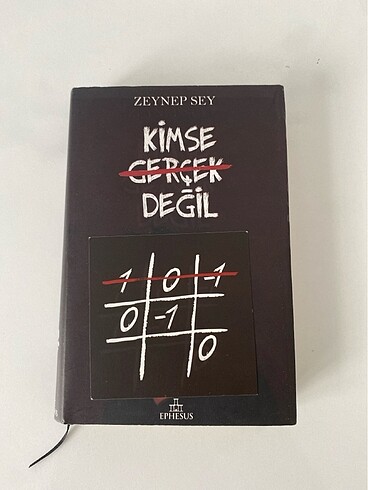 ZEYNEP SEY
KİMSE
GERÇEK
DEĞİL
1 0 -1
0 -1
0
EPHESUS